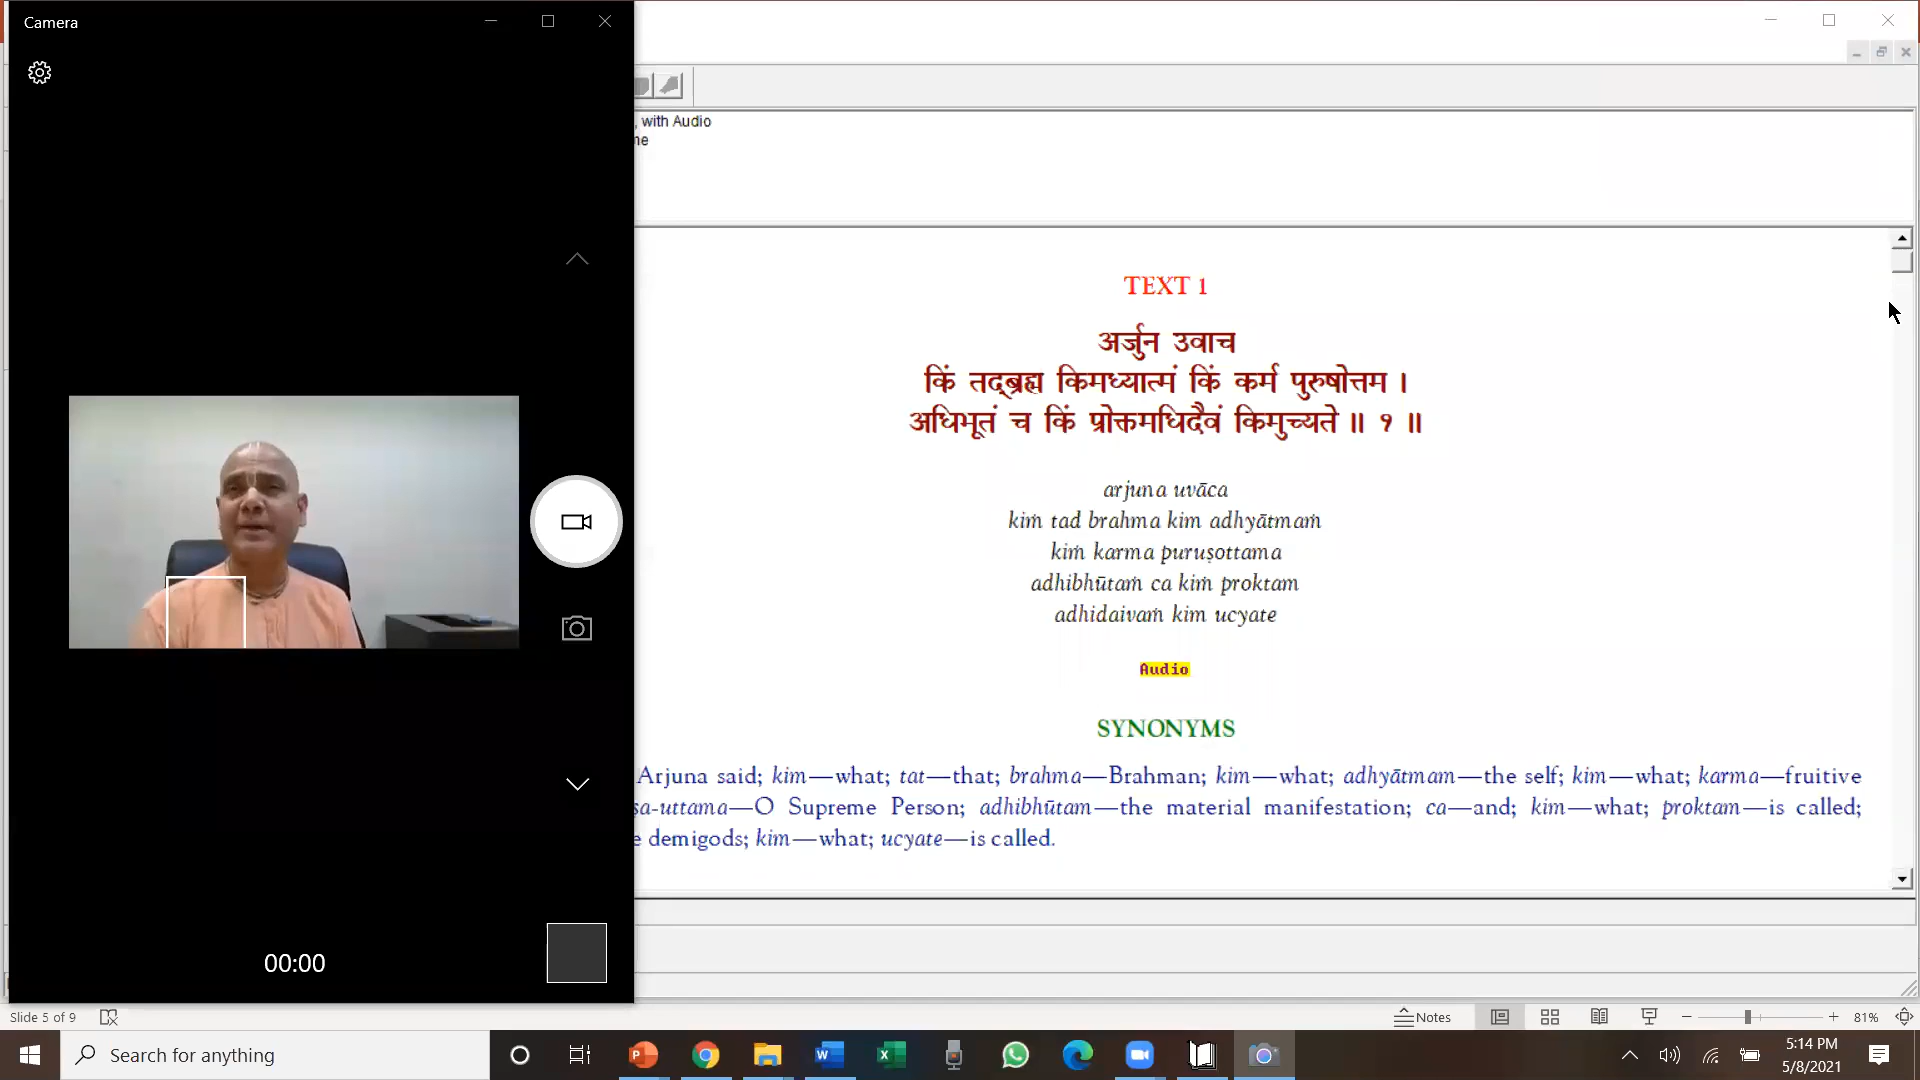 Camera
, with Audio
me
TEXT 1
अर्जुन उवाच
किं तद्ब्रह्म किमध्यात्मं किं कर्म पुरुषोत्तम ।
अधिभूतं च किं प्रोक्तमधिदैवं किमुच्यते ॥ १ ॥
arjuna uvāca
kiṁ tad brahma kim adhyātmaṁ
kiṁ karma puruṣottama
adhibhūtaṁ ca kiṁ proktam
adhidaivaṁ kim ucyate
Audio
SYNONYMS
Arjuna said; kim—what; tat—that; brahma—Brahman; kim—what; adhyātmam—the self; kim—what; karma—fruitive
ṣa-uttama—O Supreme Person; adhibhūtam—the material manifestation; ca—and; kim—what; proktam—is called;
e demigods; kim—what; ucyate—is called.
00:00
Slide 5 of 9
Notes
81%
Search for anything
5:14 PM
5/8/2021